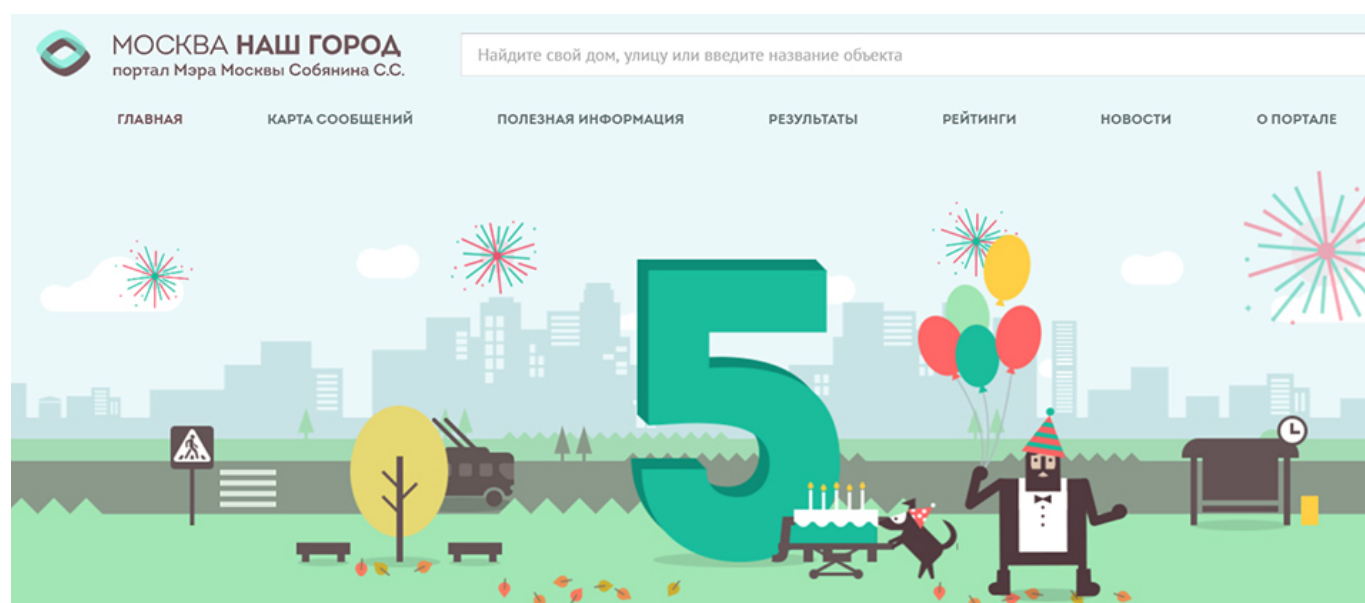 МОСКВА НАШ ГОРОД
портал Мэра Москвы Собянина С.С.
Найдите свой дом, улицу или введите название объекта
ГЛАВНАЯ КАРТА СООБЩЕНИЙ ПОЛЕЗНАЯ ИНФОРМАЦИЯ РЕЗУЛЬТАТЫ РЕЙТИНГИ НОВОСТИ О ПОРТАЛЕ
5